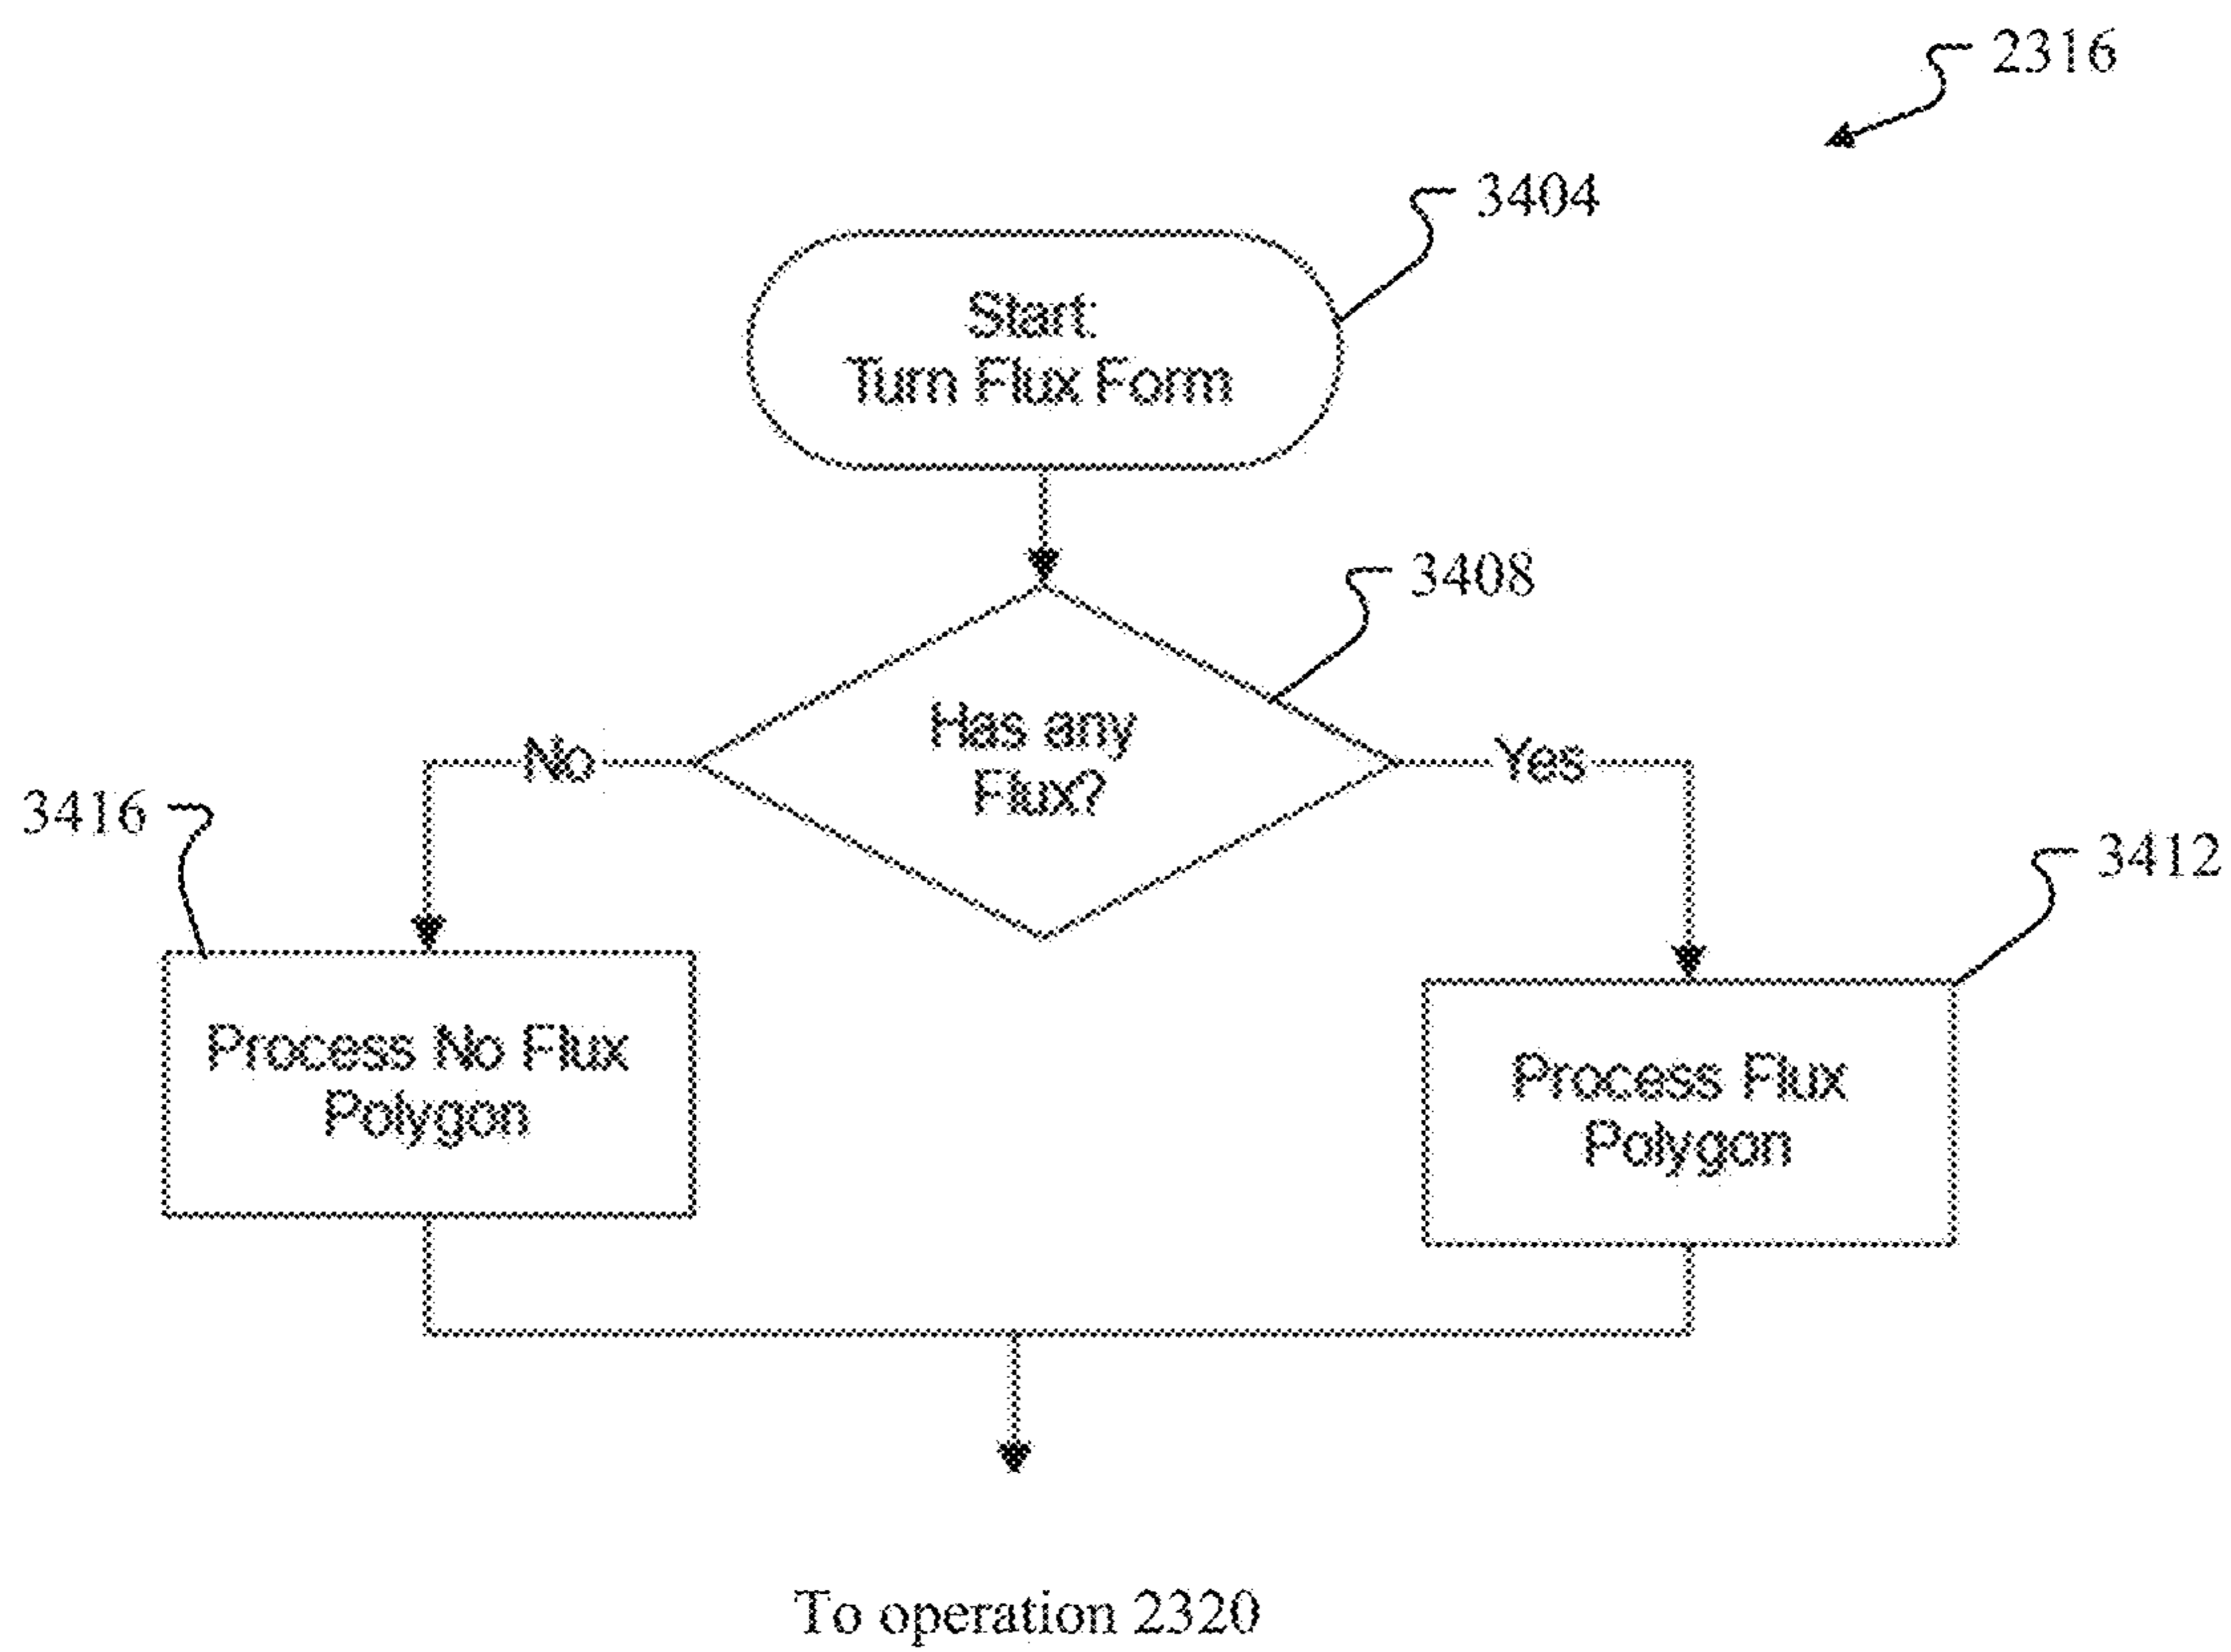 2316
3404
Start:
Turn Flux Form
3408
Has any
Flux?
No
Yes
3416
3412
Process No Flux
Polygon
Process Flux
Polygon
To operation 2320